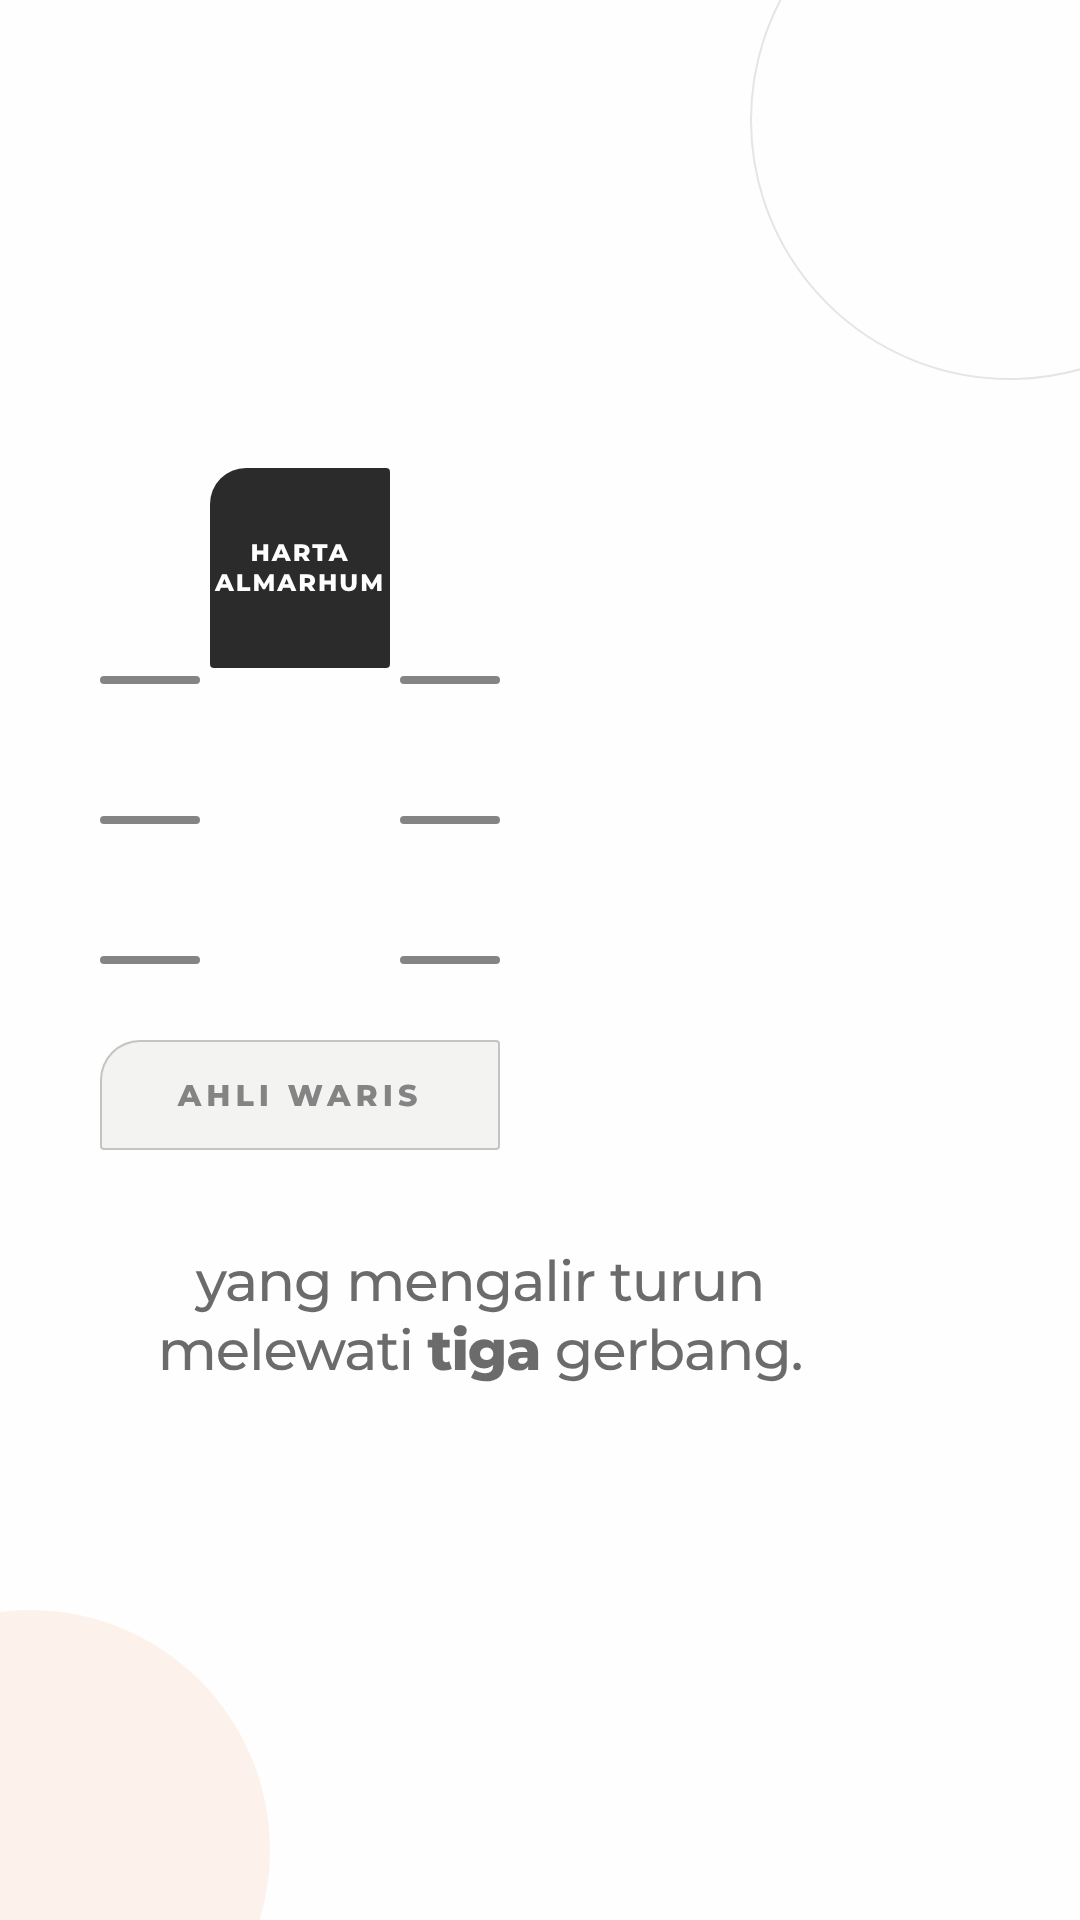 HARTA
ALMARHUM
AHLI WARIS
yang mengalir turun
melewati tiga gerbang.